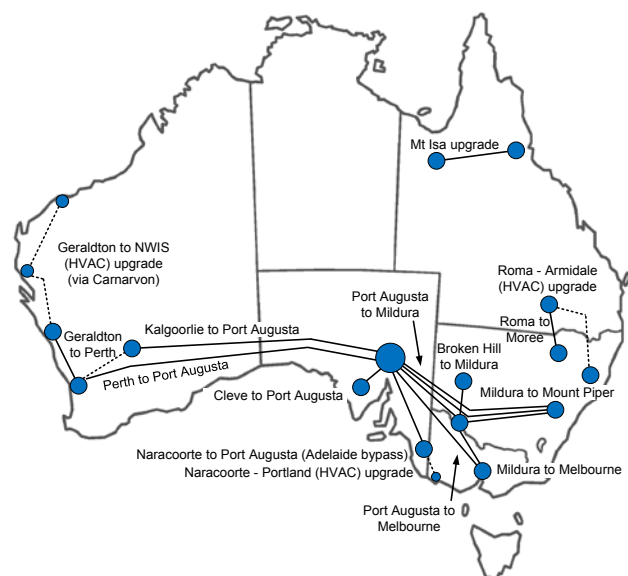 Mt Isa upgrade
Geraldton to NWIS
(HVAC) upgrade
(via Carnarvon)
Roma - Armidale
(HVAC) upgrade
Port Augusta
to Mildura
Geraldton
to Perth
Kalgoorlie to Port Augusta
Roma to
Moree
Broken Hill
to Mildura
Perth to Port Augusta
Cleve to Port Augusta
Mildura to Mount Piper
Naracoorte to Port Augusta (Adelaide bypass)
Naracoorte - Portland (HVAC) upgrade
Mildura to Melbourne
Port Augusta to
Melbourne